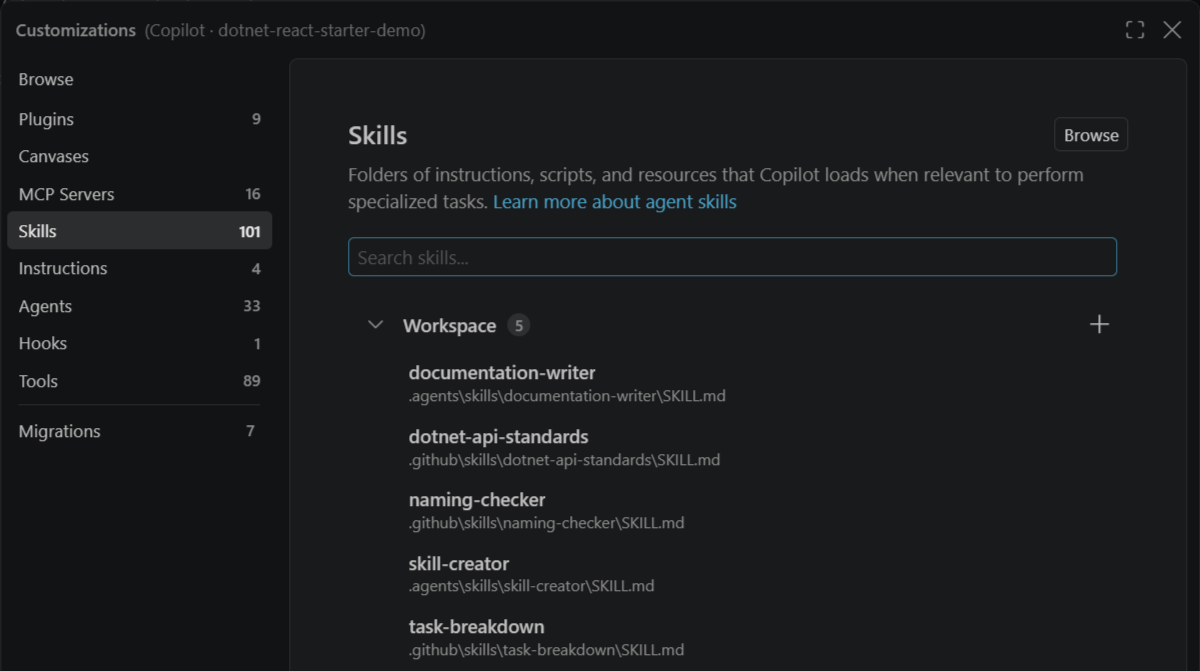 Customizations (Copilot · dotnet-react-starter-demo)
Browse
Plugins 9
Canvases
MCP Servers 16
Skills 101
Instructions 4
Agents 33
Hooks 1
Tools 89
Migrations 7
Skills
Browse
Folders of instructions, scripts, and resources that Copilot loads when relevant to perform
specialized tasks. Learn more about agent skills
Search skills...
Workspace 5
documentation-writer
.agents\skills\documentation-writer\SKILL.md
dotnet-api-standards
.github\skills\dotnet-api-standards\SKILL.md
naming-checker
.github\skills\naming-checker\SKILL.md
skill-creator
.agents\skills\skill-creator\SKILL.md
task-breakdown
.github\skills\task-breakdown\SKILL.md